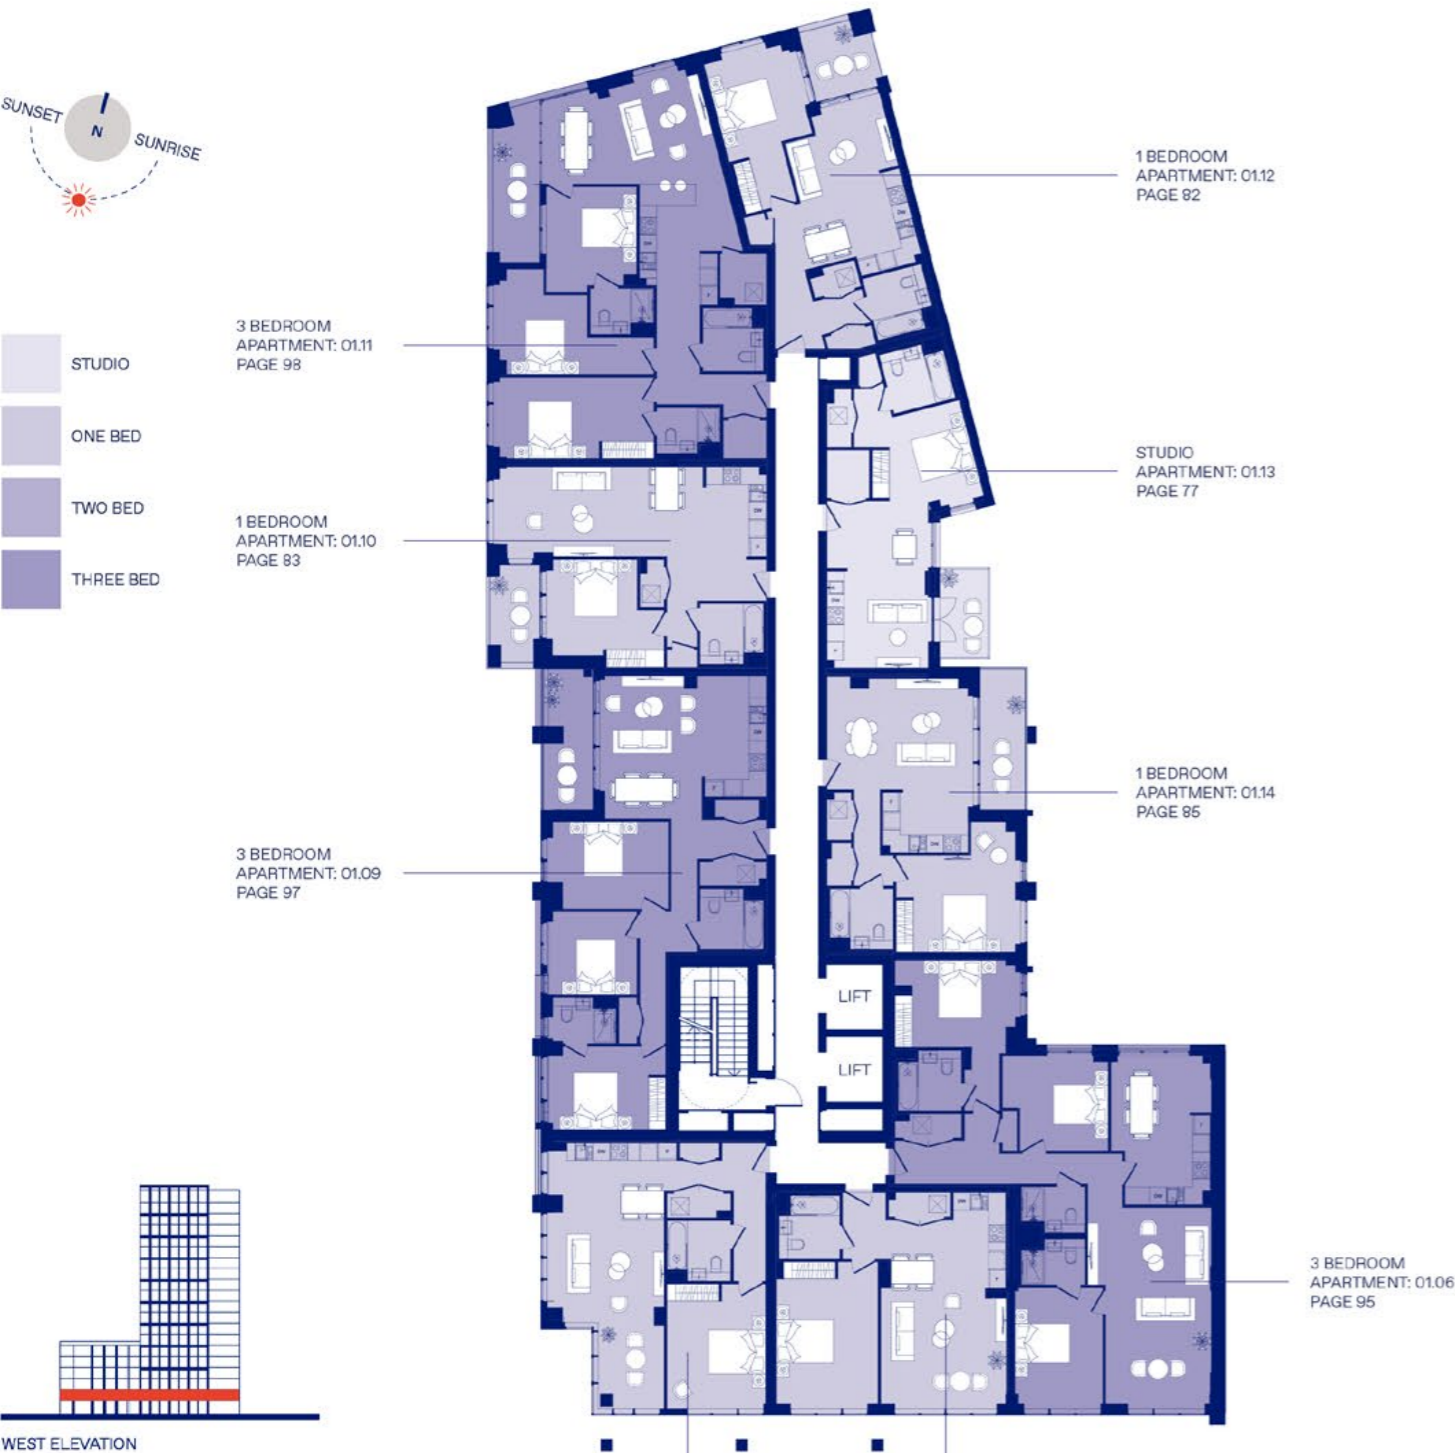 SUNSET
N
SUNRISE
1 BEDROOM
APARTMENT: 01.12
PAGE 82
3 BEDROOM
APARTMENT: 01.11
PAGE 98
STUDIO
ONE BED
TWO BED
THREE BED
STUDIO
APARTMENT: 01.13
PAGE 77
1 BEDROOM
APARTMENT: 01.10
PAGE 83
1 BEDROOM
APARTMENT: 01.14
PAGE 85
3 BEDROOM
APARTMENT: 01.09
PAGE 97
LIFT
LIFT
3 BEDROOM
APARTMENT: 01.06
PAGE 95
WEST ELEVATION